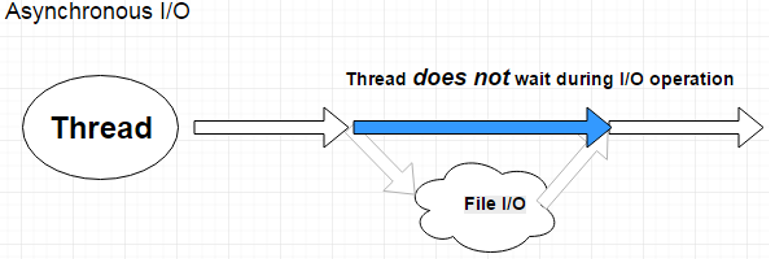 Asynchronous I/O
Thread does not wait during I/O operation
Thread
File I/O